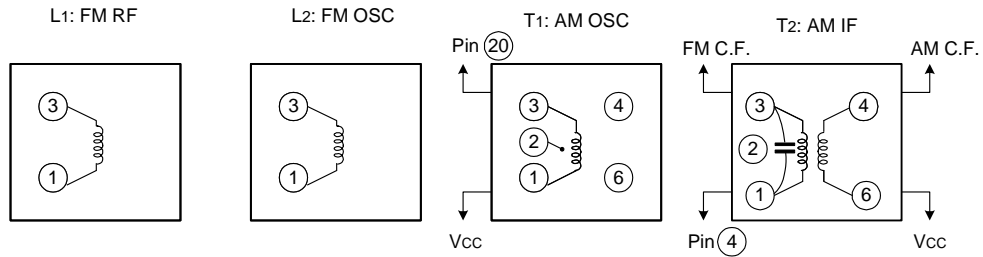 L1: FM RF
L2: FM OSC
T1: AM OSC
T2: AM IF
Pin 20
FM C.F.
AM C.F.
3
3
3
4
3
4
2
2
1
1
1
6
1
6
Vcc
Pin 4
Vcc